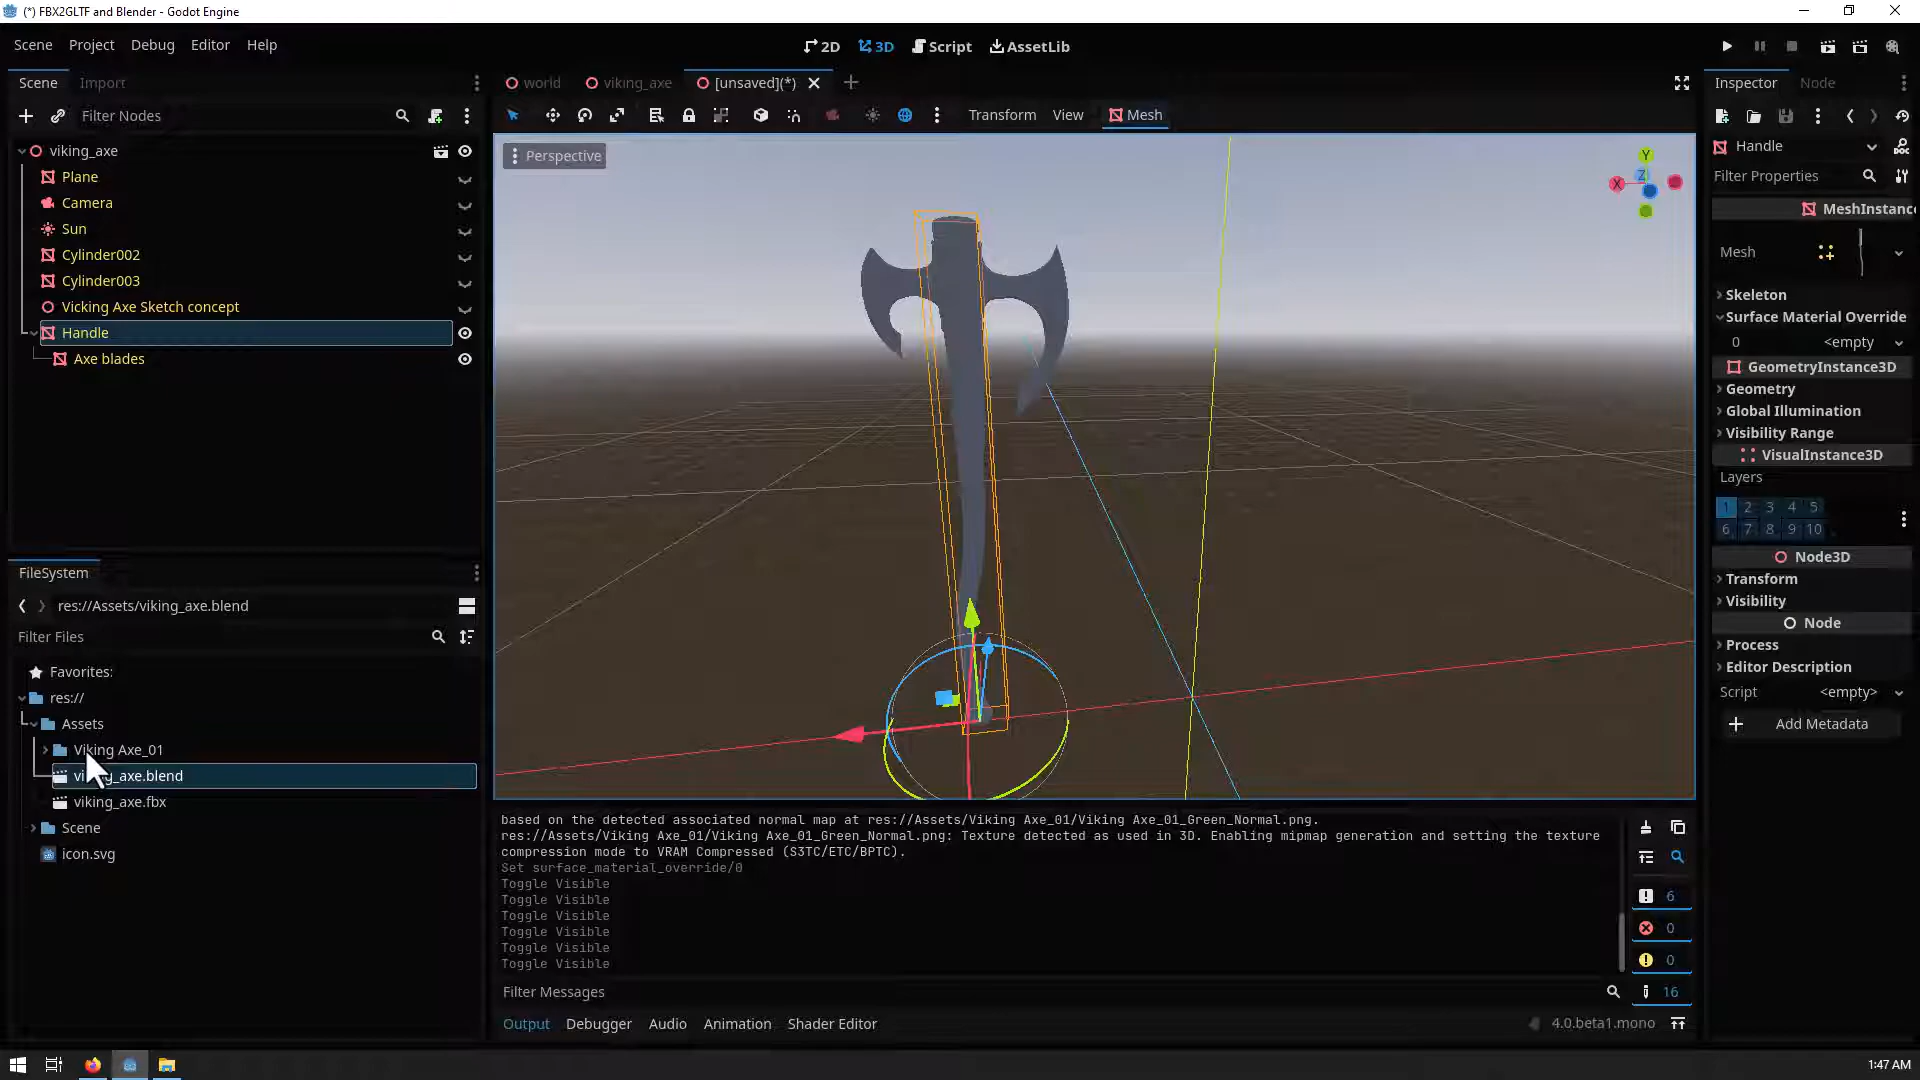 (*) FBX2GLTF and Blender - Godot Engine
Scene Project Debug Editor Help
2D 3D Script AssetLib
Scene Import
world viking_axe [unsaved](*)
Inspector Node
Filter Nodes
Transform View Mesh
viking_axe
Plane
Camera
Sun
Cylinder002
Cylinder003
Vicking Axe Sketch concept
Handle
Axe blades
Perspective
Y
Z
X
Handle
Filter Properties
MeshInstanc
Mesh
Skeleton
Surface Material Override
0 <empty
GeometryInstance3D
Geometry
Global Illumination
Visibility Range
VisualInstance3D
Layers
1 2 3 4 5
6 7 8 9 10
Node3D
Transform
Visibility
Node
Process
Editor Description
Script <empty>
Add Metadata
FileSystem
res://Assets/viking_axe.blend
Filter Files
Favorites:
res://
Assets
Viking Axe_01
_axe.blend
viking_axe.fbx
Scene
icon.svg
based on the detected associated normal map at res://Assets/Viking Axe_01/Viking Axe_01_Green_Normal.png.
res://Assets/Viking Axe_01/Viking Axe_01_Green_Normal.png: Texture detected as used in 3D. Enabling mipmap generation and setting the texture
compression mode to VRAM Compressed (S3TC/ETC/BPTC).
Set surface_material_override/0
Toggle Visible
Toggle Visible
Toggle Visible
Toggle Visible
Toggle Visible
Toggle Visible
6
0
0
16
Filter Messages
Output Debugger Audio Animation Shader Editor
4.0.beta1.mono
1:47 AM